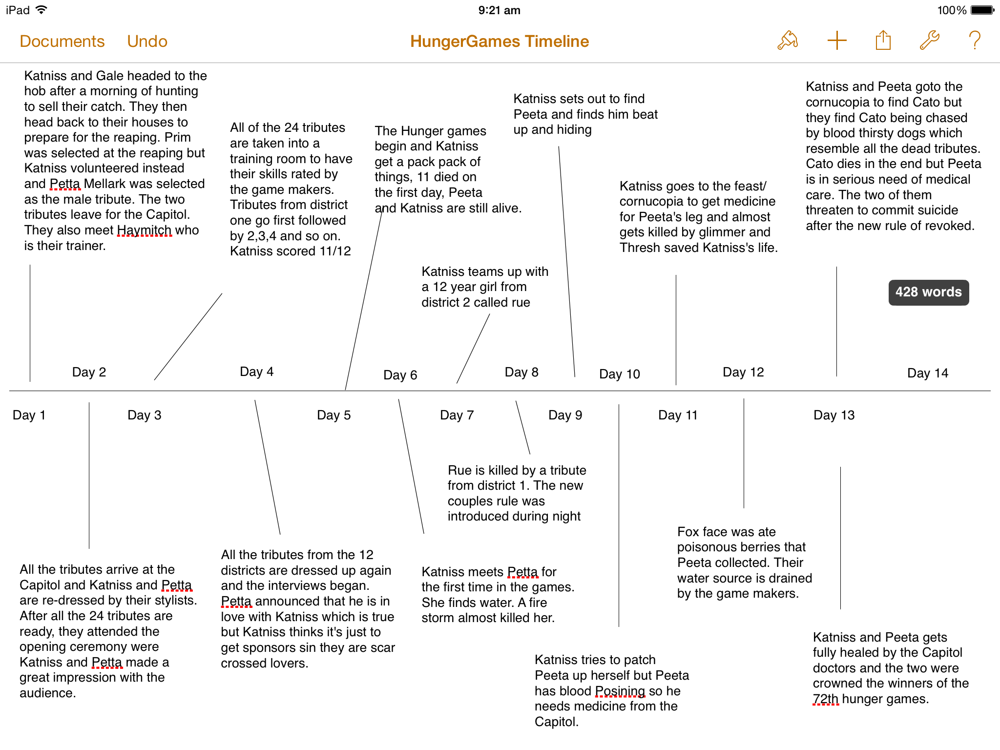 iPad
9:21 am
100%
Documents
Undo
HungerGames Timeline
Katniss and Gale headed to the
hob after a morning of hunting
to sell their catch. They then
head back to their houses to
prepare for the reaping. Prim
was selected at the reaping but
Katniss volunteered instead
and Petta Mellark was selected
as the male tribute. The two
tributes leave for the Capitol.
They also meet Haymitch who
is their trainer.
All of the 24 tributes
are taken into a
training room to have
their skills rated by
the game makers.
Tributes from district
one go first followed
by 2,3,4 and so on.
Katniss scored 11/12
The Hunger games
begin and Katniss
get a pack pack of
things, 11 died on
the first day, Peeta
and Katniss are still alive.
Katniss teams up with
a 12 year girl from
district 2 called rue
Katniss sets out to find
Peeta and finds him beat
up and hiding
Katniss goes to the feast/
cornucopia to get medicine
for Peeta's leg and almost
gets killed by glimmer and
Thresh saved Katniss's life.
Katniss and Peeta goto the
cornucopia to find Cato but
they find Cato being chased
by blood thirsty dogs which
resemble all the dead tributes.
Cato dies in the end but Peeta
is in serious need of medical
care. The two of them
threaten to commit suicide
after the new rule of revoked.
428 words
Day 2
Day 4
Day 6
Day 8
Day 10
Day 12
Day 14
Day 1
Day 3
Day 5
Day 7
Day 9
Day 11
Day 13
All the tributes arrive at the
Capitol and Katniss and Petta
are re-dressed by their stylists.
After all the 24 tributes are
ready, they attended the
opening ceremony were
Katniss and Petta made a
great impression with the
audience.
All the tributes from the 12
districts are dressed up again
and the interviews began.
Petta announced that he is in
love with Katniss which is true
but Katniss thinks it's just to
get sponsors sin they are scar
crossed lovers.
Katniss meets Petta for
the first time in the games.
She finds water. A fire
storm almost killed her.
Rue is killed by a tribute
from district 1. The new
couples rule was
introduced during night
Katniss tries to patch
Peeta up herself but Peeta
has blood Posining so he
needs medicine from the
Capitol.
Fox face was ate
poisonous berries that
Peeta collected. Their
water source is drained
by the game makers.
Katniss and Peeta gets
fully healed by the Capitol
doctors and the two were
crowned the winners of the
72th hunger games.